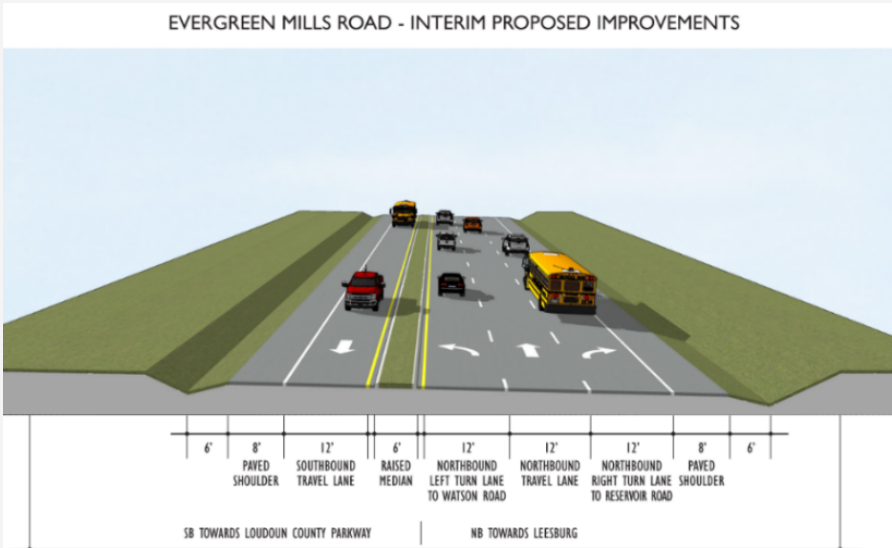 EVERGREEN MILLS ROAD - INTERIM PROPOSED IMPROVEMENTS
6' 8' 12' 6' 12' 12' 12' 8' 6'
PAVED SHOULDER
SOUTHBOUND TRAVEL LANE
RAISED MEDIAN
NORTHBOUND LEFT TURN LANE TO WATSON ROAD
NORTHBOUND TRAVEL LANE
NORTHBOUND RIGHT TURN LANE TO RESERVOIR ROAD
PAVED SHOULDER
SB TOWARDS LOUDOUN COUNTY PARKWAY
NB TOWARDS LEESBURG